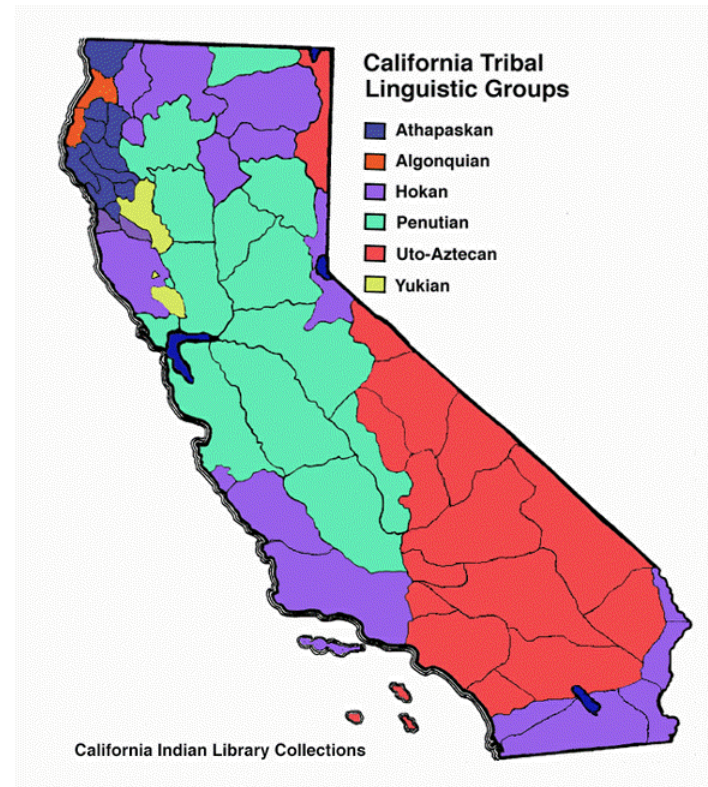 California Tribal
Linguistic Groups
Athapaskan
Algonquian
Hokan
Penutian
Uto-Aztecan
Yukian
California Indian Library Collections